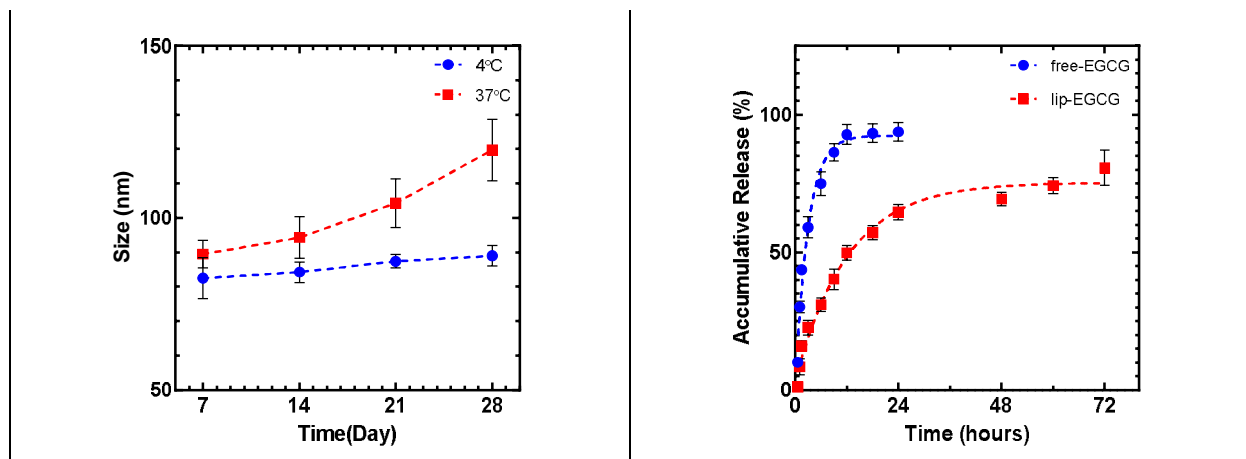 150
100
50
Size (nm)
4°C
37°C
7 14 21 28
Time(Day)
100
50
0
Accumulative Release (%)
free-EGCG
lip-EGCG
0 24 48 72
Time (hours)